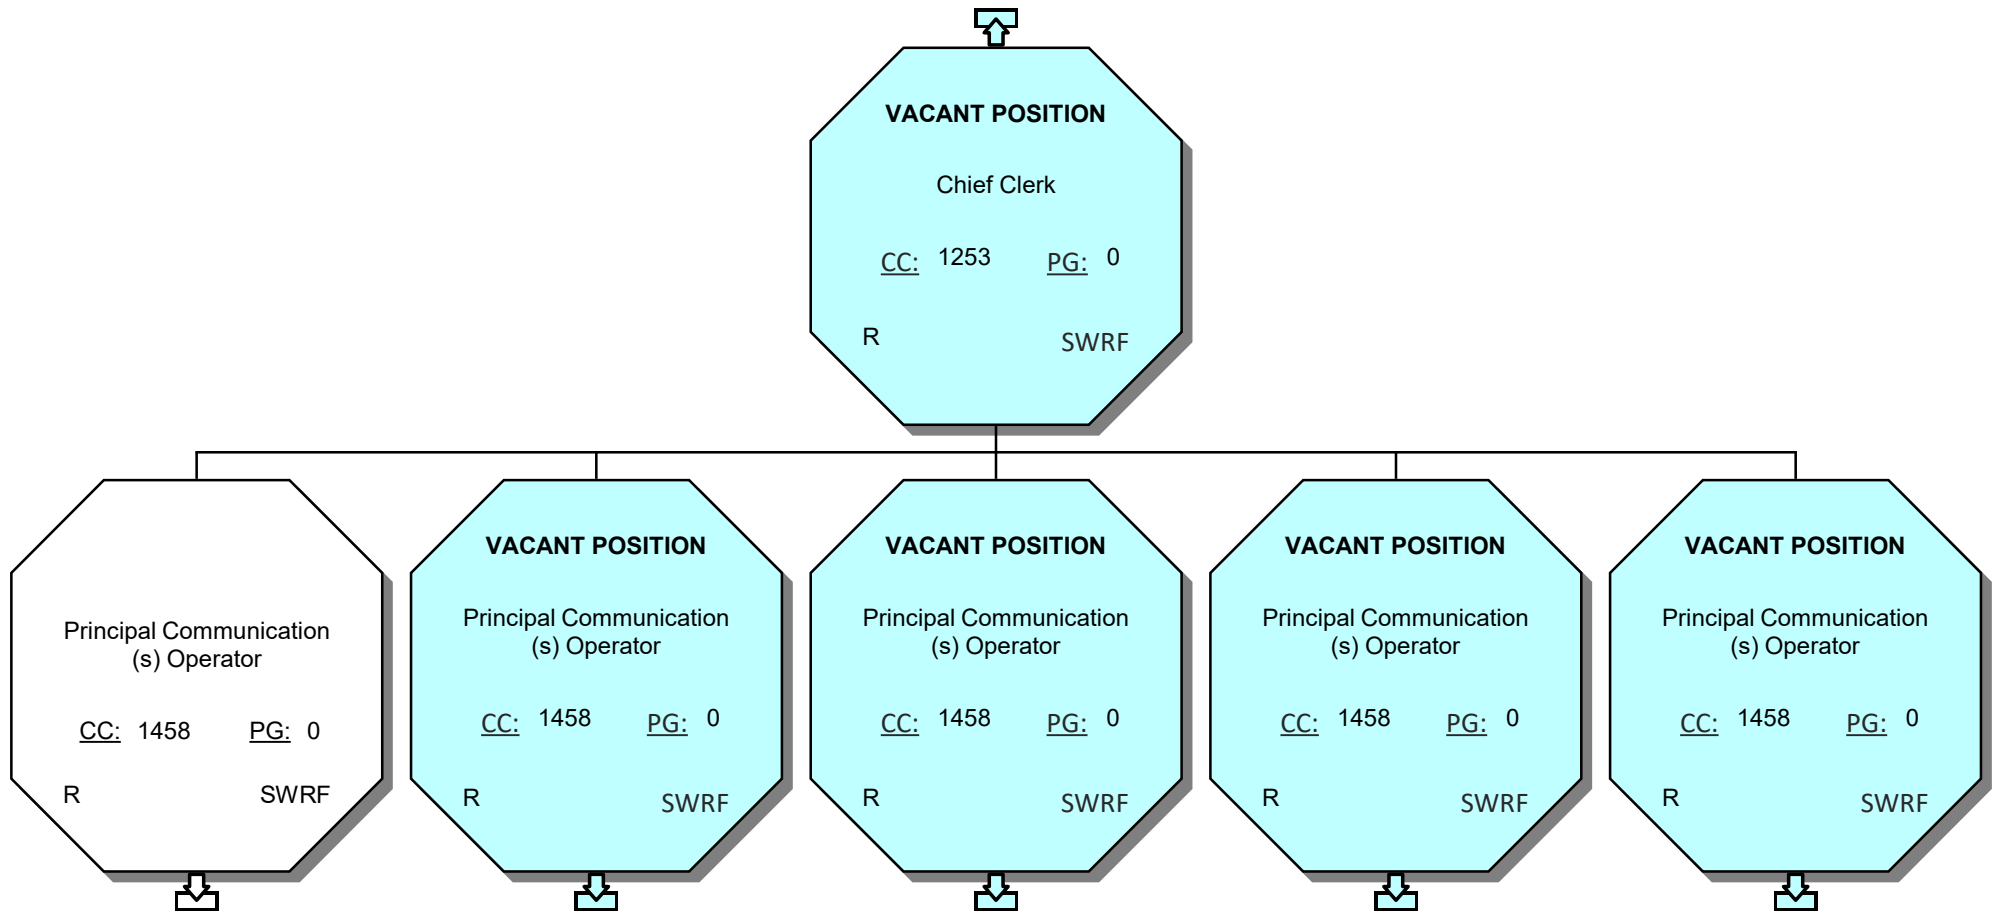 VACANT POSITION
Chief Clerk
CC: 1253 PG: 0
R SWRF
Principal Communication
(s) Operator
CC: 1458 PG: 0
R SWRF
VACANT POSITION
Principal Communication
(s) Operator
CC: 1458 PG: 0
R SWRF
VACANT POSITION
Principal Communication
(s) Operator
CC: 1458 PG: 0
R SWRF
VACANT POSITION
Principal Communication
(s) Operator
CC: 1458 PG: 0
R SWRF
VACANT POSITION
Principal Communication
(s) Operator
CC: 1458 PG: 0
R SWRF